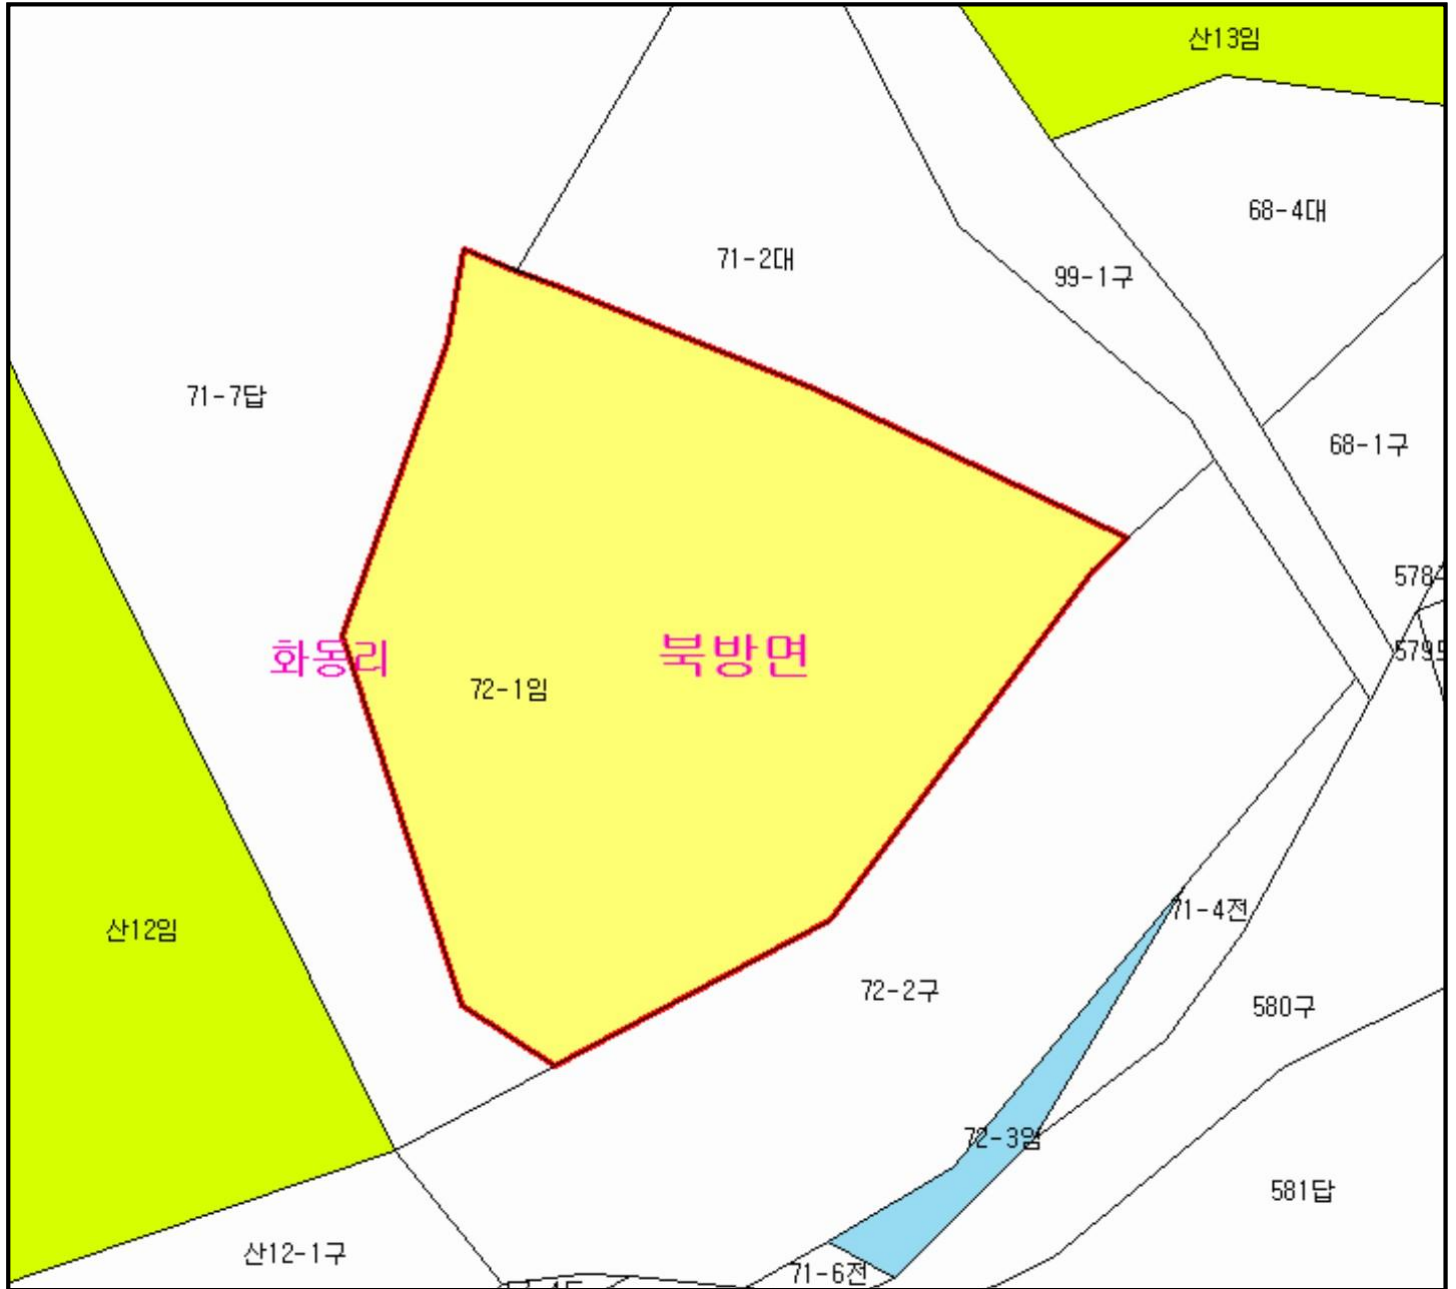 산13임
68-4대
71-2대
99-1구
71-7답
68-1구
화동리
북방면
72-1임
산12임
71-4전
72-2구
580구
72-3임
581답
산12-1구
71-6전